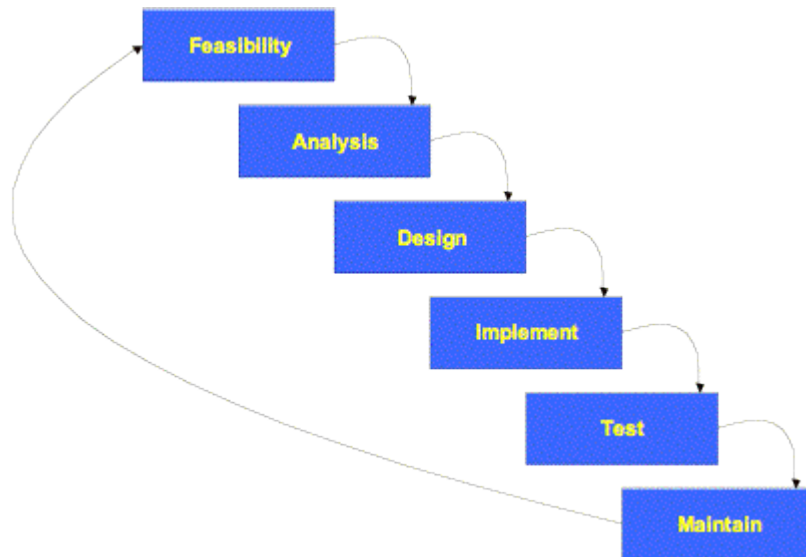 Feasibility
Analysis
Design
Implement
Test
Maintain